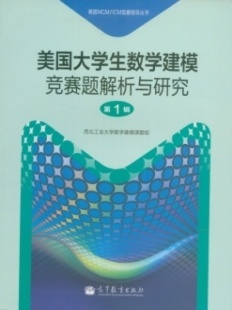 美国MCM/ICM竞赛指导丛书
美国大学生数学建模
竞赛题解析与研究
第1辑
西北工业大学数学建模课题组
高等教育出版社